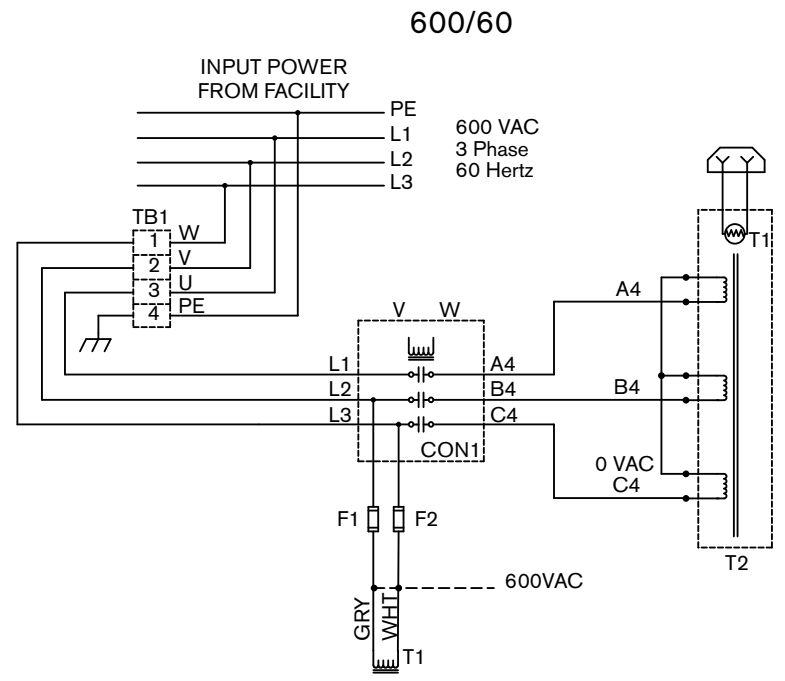 600/60
INPUT POWER
FROM FACILITY
PE
L1
L2
L3
600 VAC
3 Phase
60 Hertz
TB1
1 W
2 V
3 U
4 PE
T1
A4
V W
L1 A4
L2 B4 B4
L3 C4
CON1
0 VAC
C4
F1 F2
T2
600VAC
GRY
WHT
T1